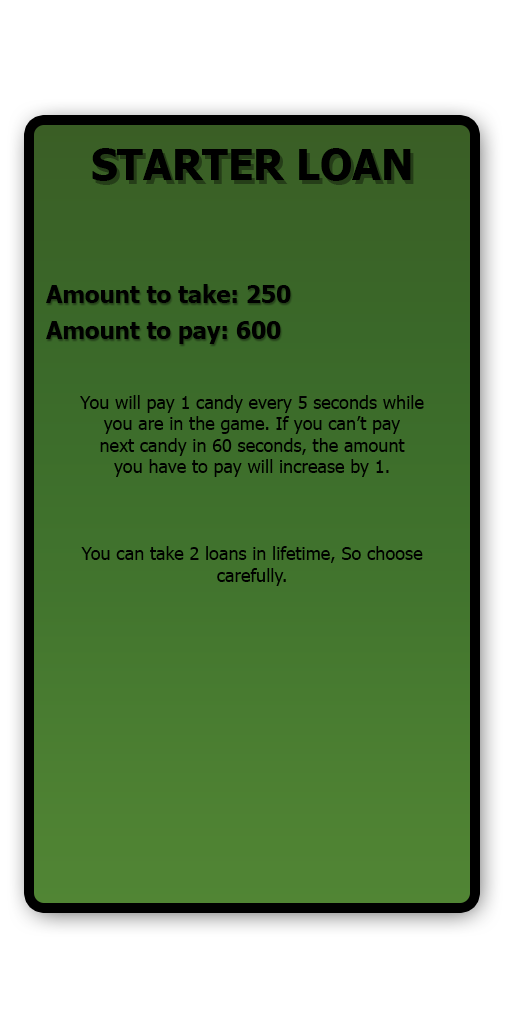 STARTER LOAN
Amount to take: 250
Amount to pay: 600
You will pay 1 candy every 5 seconds while
you are in the game. If you can’t pay
next candy in 60 seconds, the amount
you have to pay will increase by 1.
You can take 2 loans in lifetime, So choose
carefully.